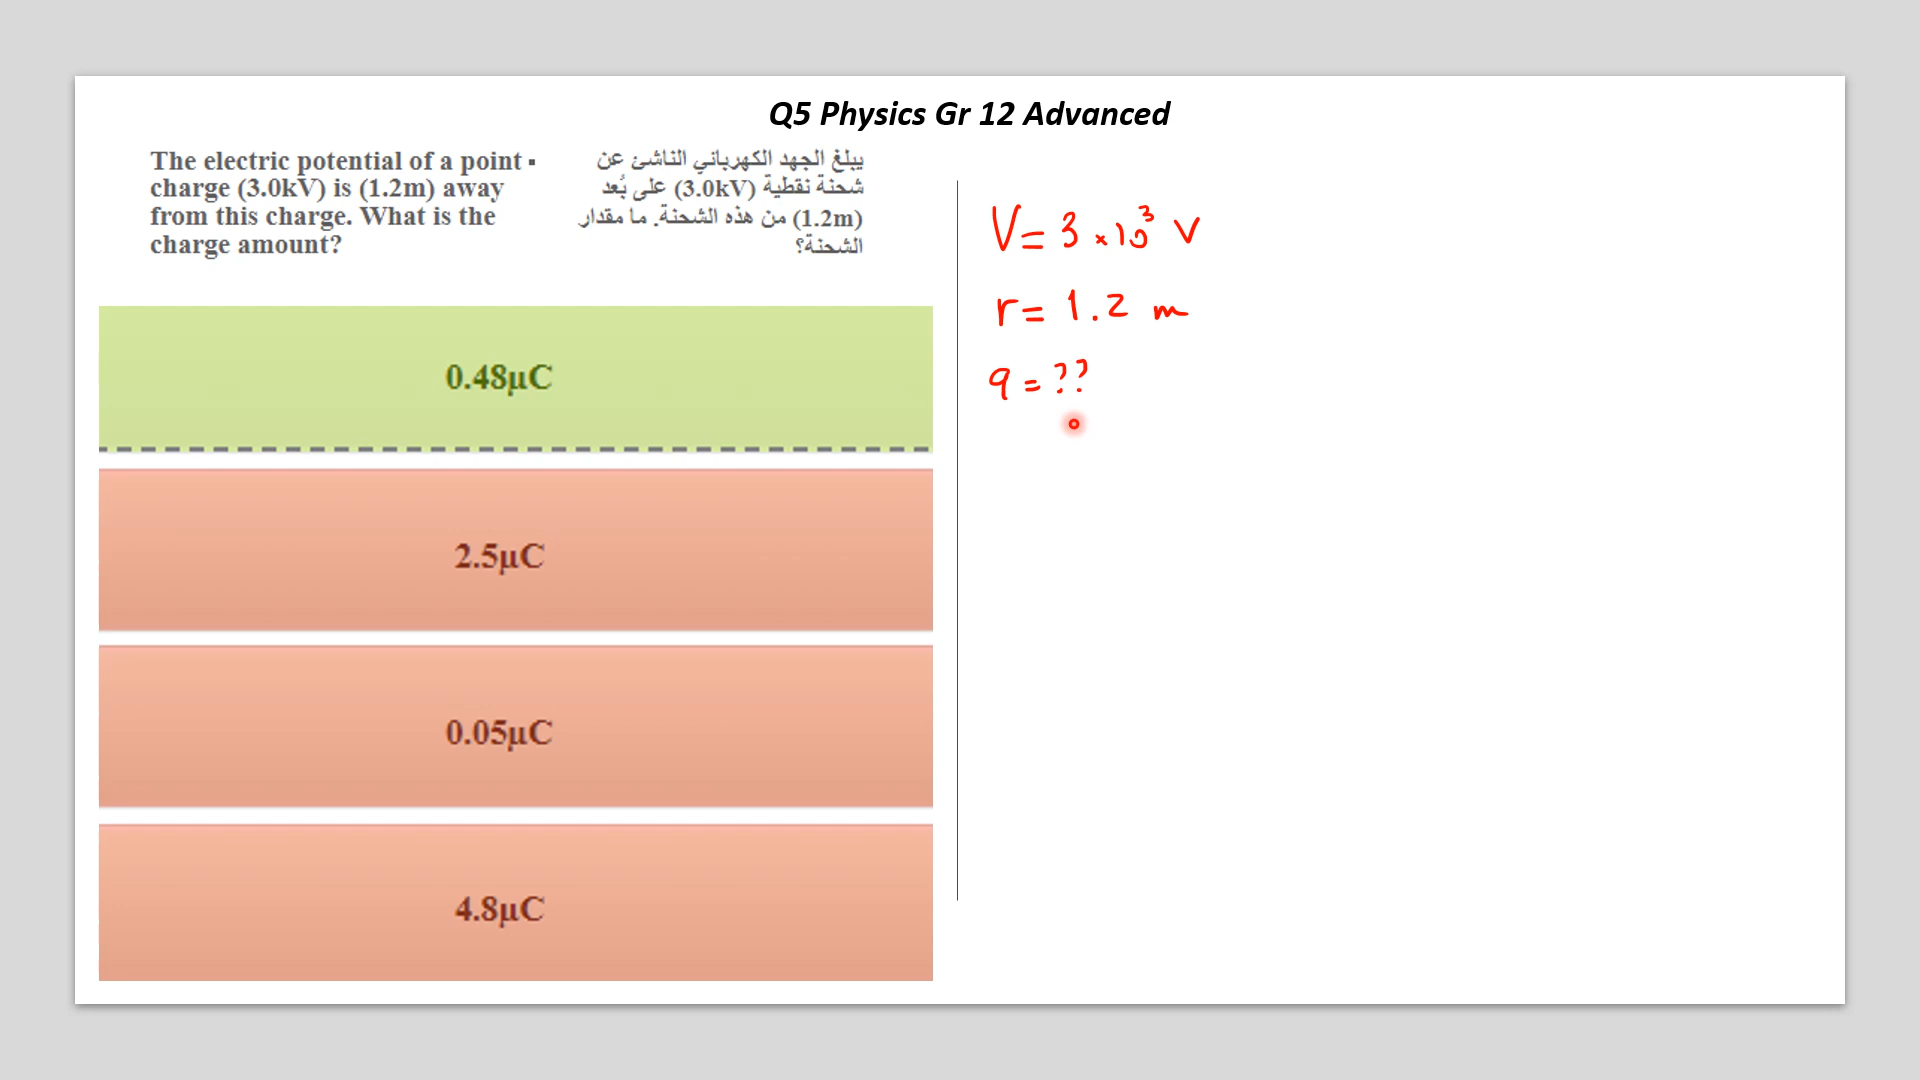 Q5 Physics Gr 12 Advanced
The electric potential of a point ▪
charge (3.0kV) is (1.2m) away
from this charge. What is the
charge amount?
يبلغ الجهد الكهرباني الناشئ عن
شحنة نقطية (3.0kV) على بُعد
(1.2m) من هذه الشحنة. ما مقدار
الشحنة؟
0.48μC
2.5μC
0.05μC
4.8μC
V = 3 × 10³ V
r = 1.2 m
q = ??